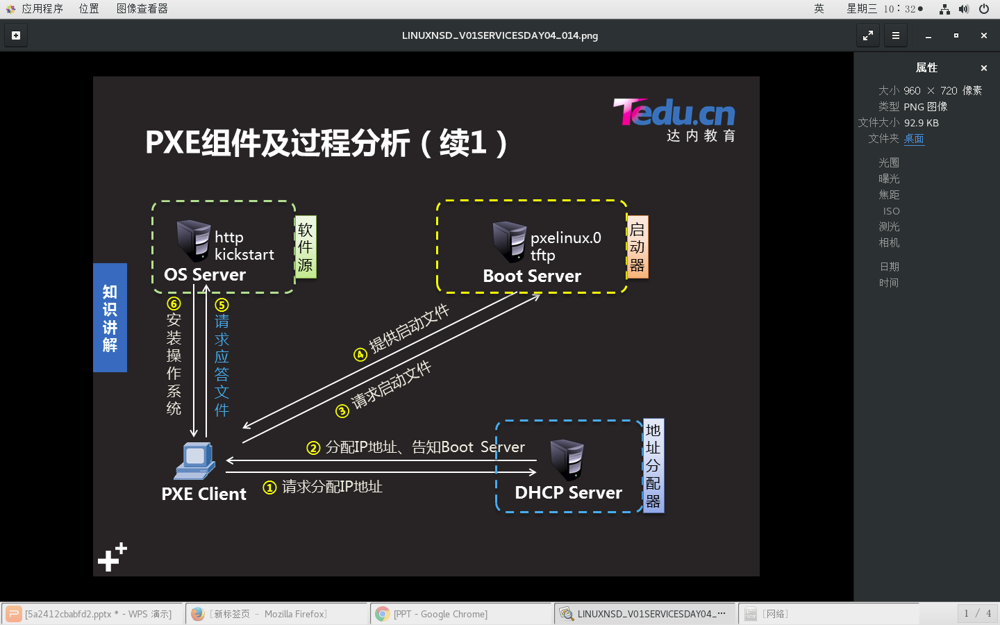 应用程序 位置 图像查看器 英 星期三 10：32●
LINUXNSD_V01SERVICESDAY04_014.png
属性
大小 960 × 720 像素
类型 PNG 图像
文件大小 92.9 KB
文件夹 桌面
光圈
曝光
焦距
ISO
测光
相机
日期
时间
Tedu.cn
达内教育
PXE组件及过程分析（续1）
http
kickstart
OS Server
软件源
pxelinux.0
tftp
Boot Server
启动器
知识讲解
⑥安装操作系统
⑤请求应答文件
④ 提供启动文件
③ 请求启动文件
② 分配IP地址、告知Boot Server
① 请求分配IP地址
PXE Client
DHCP Server
地址分配器
[5a2412cbabfd2.pptx * - WPS 演示] [新标签页 - Mozilla Firefox] [PPT - Google Chrome] LINUXNSD_V01SERVICESDAY04_… [网络] 1 / 4